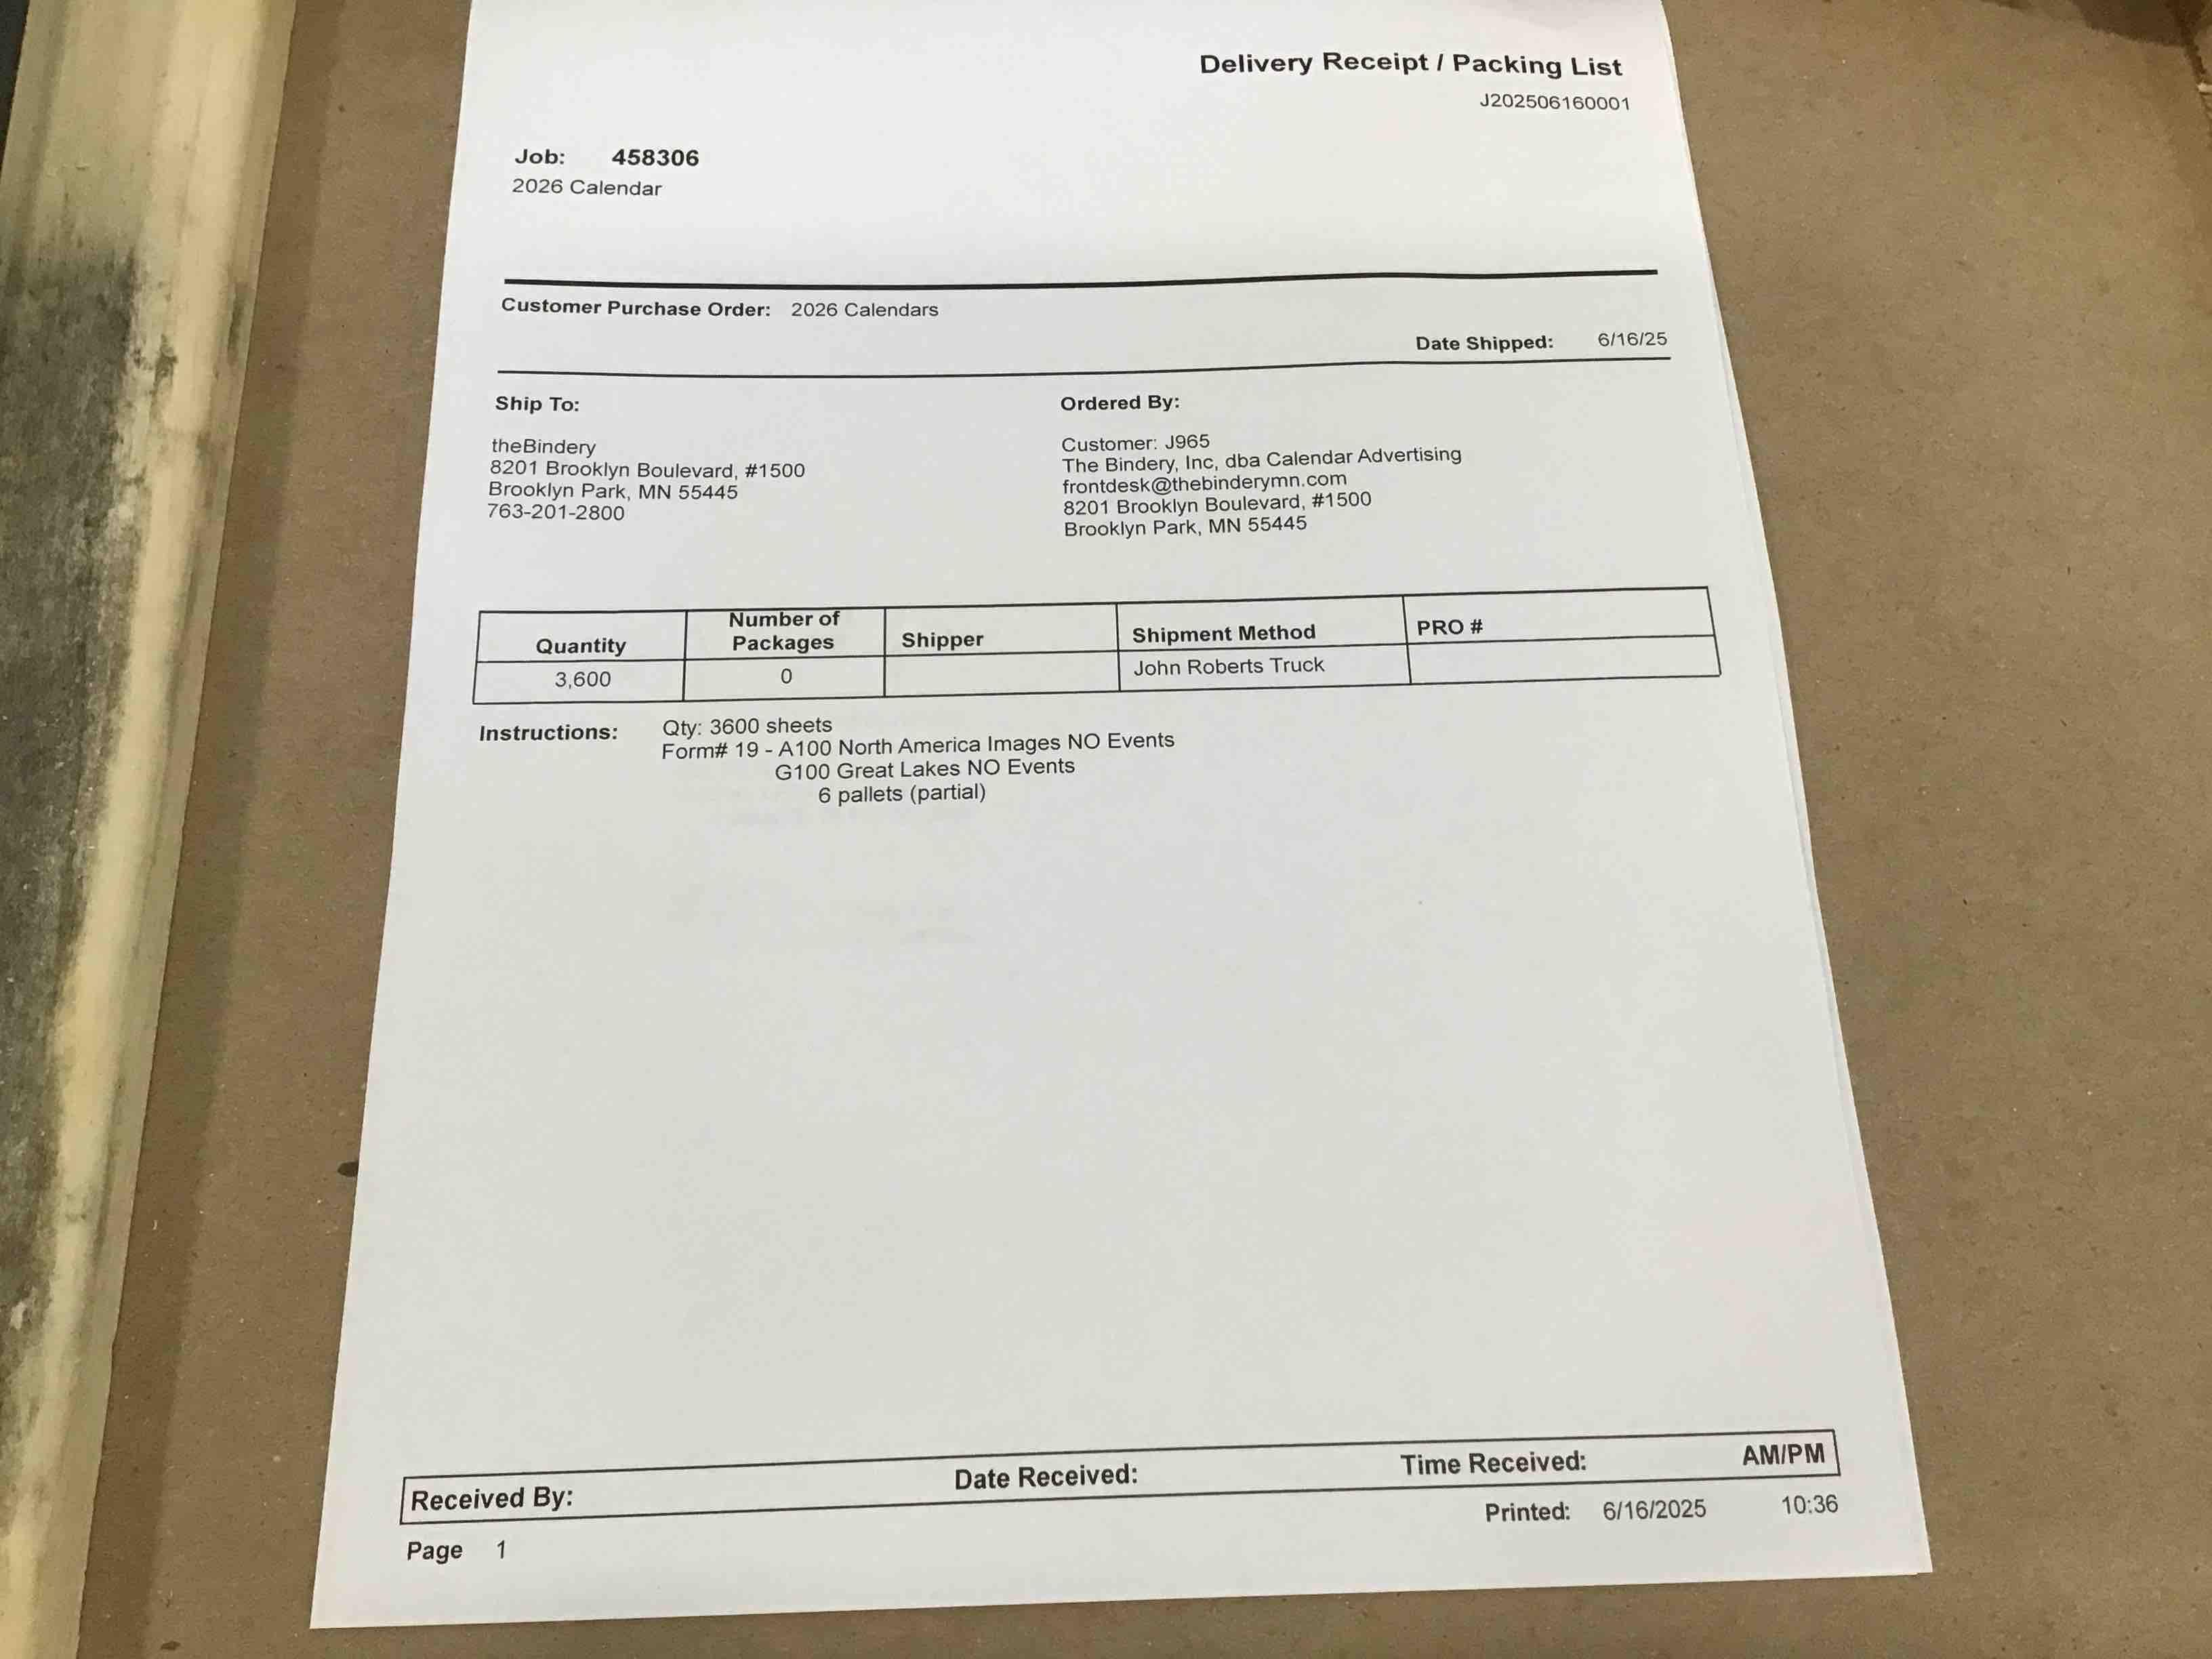 Delivery Receipt / Packing List
J202506160001
Job: 458306
2026 Calendar
Customer Purchase Order: 2026 Calendars
Date Shipped: 6/16/25
Ship To:
theBindery
8201 Brooklyn Boulevard, #1500
Brooklyn Park, MN 55445
763-201-2800
Ordered By:
Customer: J965
The Bindery, Inc, dba Calendar Advertising
frontdesk@thebinderymn.com
8201 Brooklyn Boulevard, #1500
Brooklyn Park, MN 55445
Quantity Number of Packages Shipper Shipment Method PRO #
3,600 0 John Roberts Truck
Instructions: Qty: 3600 sheets
Form# 19 - A100 North America Images NO Events
G100 Great Lakes NO Events
6 pallets (partial)
Received By: Date Received: Time Received: AM/PM
Printed: 6/16/2025 10:36
Page 1